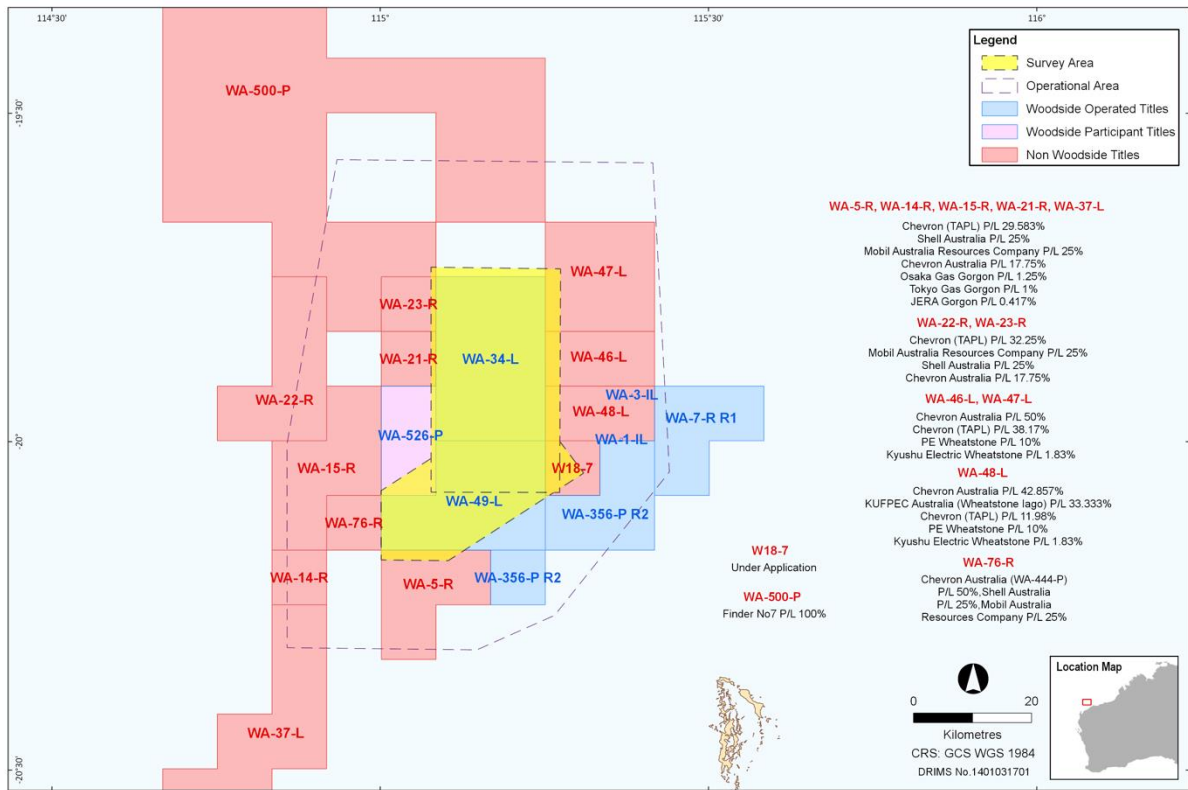 114°30'
115°
115°30'
116°
-19°30'
-20°
-20°30'
Legend
Survey Area
Operational Area
Woodside Operated Titles
Woodside Participant Titles
Non Woodside Titles
WA-500-P
WA-47-L
WA-23-R
WA-34-L
WA-21-R
WA-46-L
WA-22-R
WA-3-IL
WA-7-R R1
WA-48-L
WA-526-P
WA-1-IL
WA-15-R
W18-7
WA-49-L
WA-356-P R2
WA-76-R
WA-14-R
WA-5-R
WA-356-P R2
WA-37-L
WA-5-R, WA-14-R, WA-15-R, WA-21-R, WA-37-L
Chevron (TAPL) P/L 29.583%
Shell Australia P/L 25%
Mobil Australia Resources Company P/L 25%
Chevron Australia P/L 17.75%
Osaka Gas Gorgon P/L 1.25%
Tokyo Gas Gorgon P/L 1%
JERA Gorgon P/L 0.417%
WA-22-R, WA-23-R
Chevron (TAPL) P/L 32.25%
Mobil Australia Resources Company P/L 25%
Shell Australia P/L 25%
Chevron Australia P/L 17.75%
WA-46-L, WA-47-L
Chevron Australia P/L 50%
Chevron (TAPL) P/L 38.17%
PE Wheatstone P/L 10%
Kyushu Electric Wheatstone P/L 1.83%
WA-48-L
Chevron Australia P/L 42.857%
KUFPEC Australia (Wheatstone Iago) P/L 33.333%
Chevron (TAPL) P/L 11.98%
PE Wheatstone P/L 10%
Kyushu Electric Wheatstone P/L 1.83%
WA-76-R
Chevron Australia (WA-444-P)
P/L 50%,Shell Australia
P/L 25%,Mobil Australia
Resources Company P/L 25%
W18-7
Under Application
WA-500-P
Finder No7 P/L 100%
0 20
Kilometres
CRS: GCS WGS 1984
DRIMS No.1401031701
Location Map